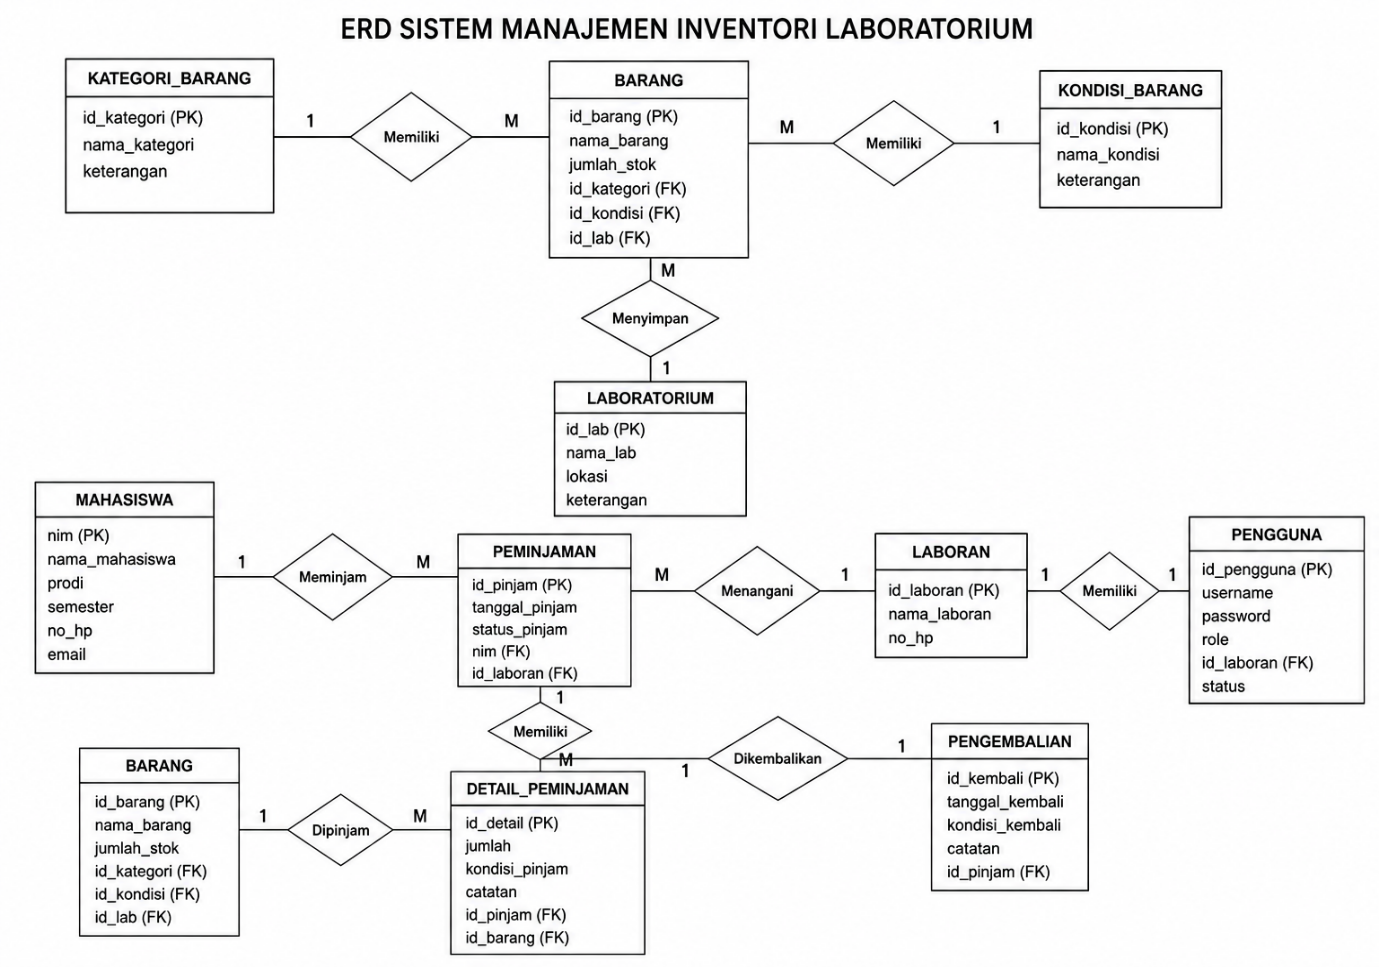 ERD SISTEM MANAJEMEN INVENTORI LABORATORIUM
KATEGORI_BARANG
id_kategori (PK)
nama_kategori
keterangan
1
Memiliki
M
BARANG
id_barang (PK)
nama_barang
jumlah_stok
id_kategori (FK)
id_kondisi (FK)
id_lab (FK)
M
Memiliki
1
KONDISI_BARANG
id_kondisi (PK)
nama_kondisi
keterangan
M
Menyimpan
1
LABORATORIUM
id_lab (PK)
nama_lab
lokasi
keterangan
MAHASISWA
nim (PK)
nama_mahasiswa
prodi
semester
no_hp
email
1
Meminjam
M
PEMINJAMAN
id_pinjam (PK)
tanggal_pinjam
status_pinjam
nim (FK)
id_laboran (FK)
M
Menangani
1
LABORAN
id_laboran (PK)
nama_laboran
no_hp
1
Memiliki
1
PENGGUNA
id_pengguna (PK)
username
password
role
id_laboran (FK)
status
1
Memiliki
M
1
Dikembalikan
1
PENGEMBALIAN
id_kembali (PK)
tanggal_kembali
kondisi_kembali
catatan
id_pinjam (FK)
BARANG
id_barang (PK)
nama_barang
jumlah_stok
id_kategori (FK)
id_kondisi (FK)
id_lab (FK)
1
Dipinjam
M
DETAIL_PEMINJAMAN
id_detail (PK)
jumlah
kondisi_pinjam
catatan
id_pinjam (FK)
id_barang (FK)